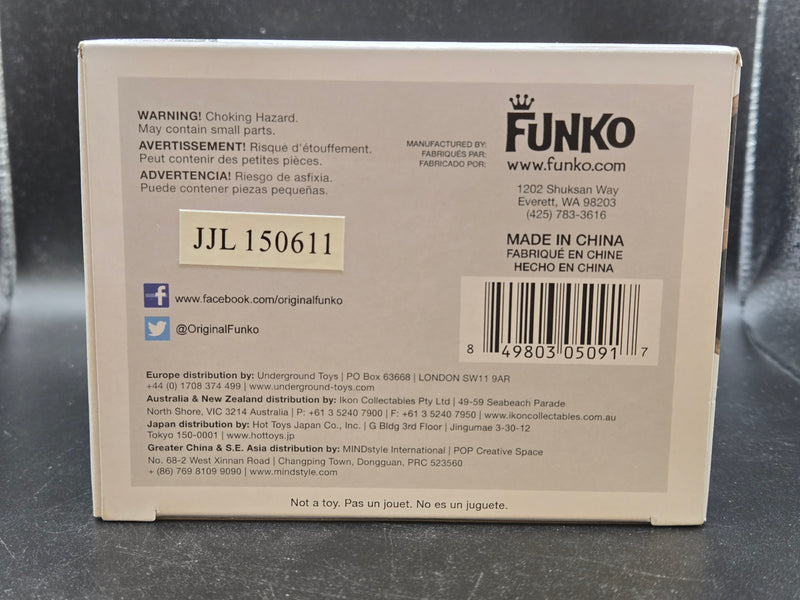 WARNING! Choking Hazard.
May contain small parts.
AVERTISSEMENT! Risque d'étouffement.
Peut contenir des petites pièces.
ADVERTENCIA! Riesgo de asfixia.
Puede contener piezas pequeñas.
JJL 150611
www.facebook.com/originalfunko
@OriginalFunko
MANUFACTURED BY:
FABRIQUÉS PAR:
FABRICADO POR:
FUNKO
www.funko.com
1202 Shuksan Way
Everett, WA 98203
(425) 783-3616
MADE IN CHINA
FABRIQUÉ EN CHINE
HECHO EN CHINA
8 49803 05091 7
Europe distribution by: Underground Toys | PO Box 63668 | LONDON SW11 9AR
+44 (0) 1708 374 499 | www.underground-toys.com
Australia & New Zealand distribution by: Ikon Collectables Pty Ltd | 49-59 Seabeach Parade
North Shore, VIC 3214 Australia | P: +61 3 5240 7900 | F: +61 3 5240 7950 | www.ikoncollectables.com.au
Japan distribution by: Hot Toys Japan Co., Inc. | G Bldg 3rd Floor | Jingumae 3-30-12
Tokyo 150-0001 | www.hottoys.jp
Greater China & S.E. Asia distribution by: MINDstyle International | POP Creative Space
No. 68-2 West Xinnan Road | Changping Town, Dongguan, PRC 523560
+ (86) 769 8109 9090 | www.mindstyle.com
Not a toy. Pas un jouet. No es un juguete.